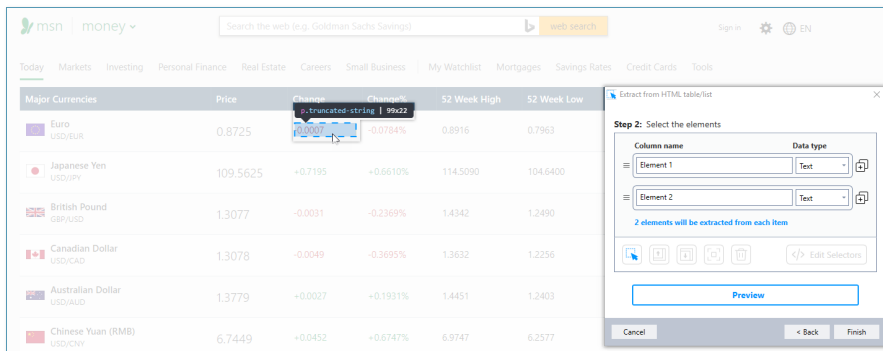 msn money
Search the web (e.g. Goldman Sachs Savings)
web search
Sign in
EN
Today Markets Investing Personal Finance Real Estate Careers Small Business My Watchlist Mortgages Savings Rates Credit Cards Tools
Major Currencies Price Change Change% 52 Week High 52 Week Low
p.truncated-string | 99x22
Euro
USD/EUR
0.8725 0.0007 -0.0784% 0.8916 0.7963
Japanese Yen
USD/JPY
109.5625 +0.7195 +0.6610% 114.5090 104.6400
British Pound
GBP/USD
1.3077 -0.0031 -0.2369% 1.4342 1.2490
Canadian Dollar
USD/CAD
1.3078 -0.0049 -0.3695% 1.3632 1.2256
Australian Dollar
USD/AUD
1.3779 +0.0027 +0.1931% 1.4451 1.2403
Chinese Yuan (RMB)
USD/CNY
6.7449 +0.0452 +0.6747% 6.9747 6.2577
Extract from HTML table/list
Step 2: Select the elements
Column name Data type
Element 1 Text
Element 2 Text
2 elements will be extracted from each item
</> Edit Selectors
Preview
Cancel < Back Finish